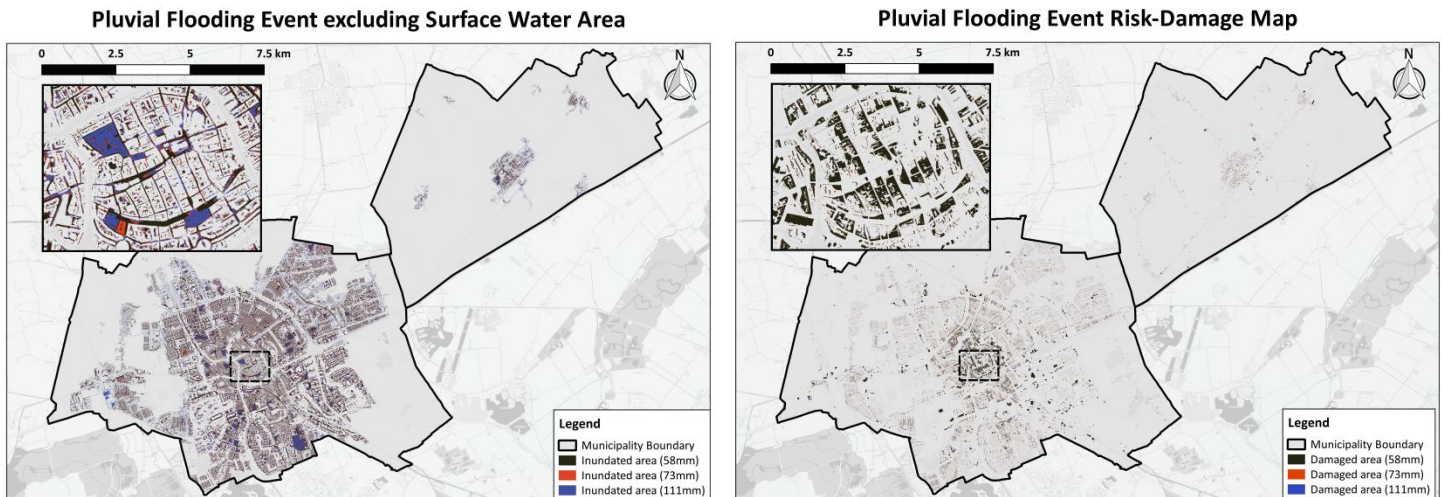 Pluvial Flooding Event excluding Surface Water Area
0 2.5 5 7.5 km
N
Legend
Municipality Boundary
Inundated area (58mm)
Inundated area (73mm)
Inundated area (111mm)
Pluvial Flooding Event Risk-Damage Map
0 2.5 5 7.5 km
N
Legend
Municipality Boundary
Damaged area (58mm)
Damaged area (73mm)
Damaged area (111mm)